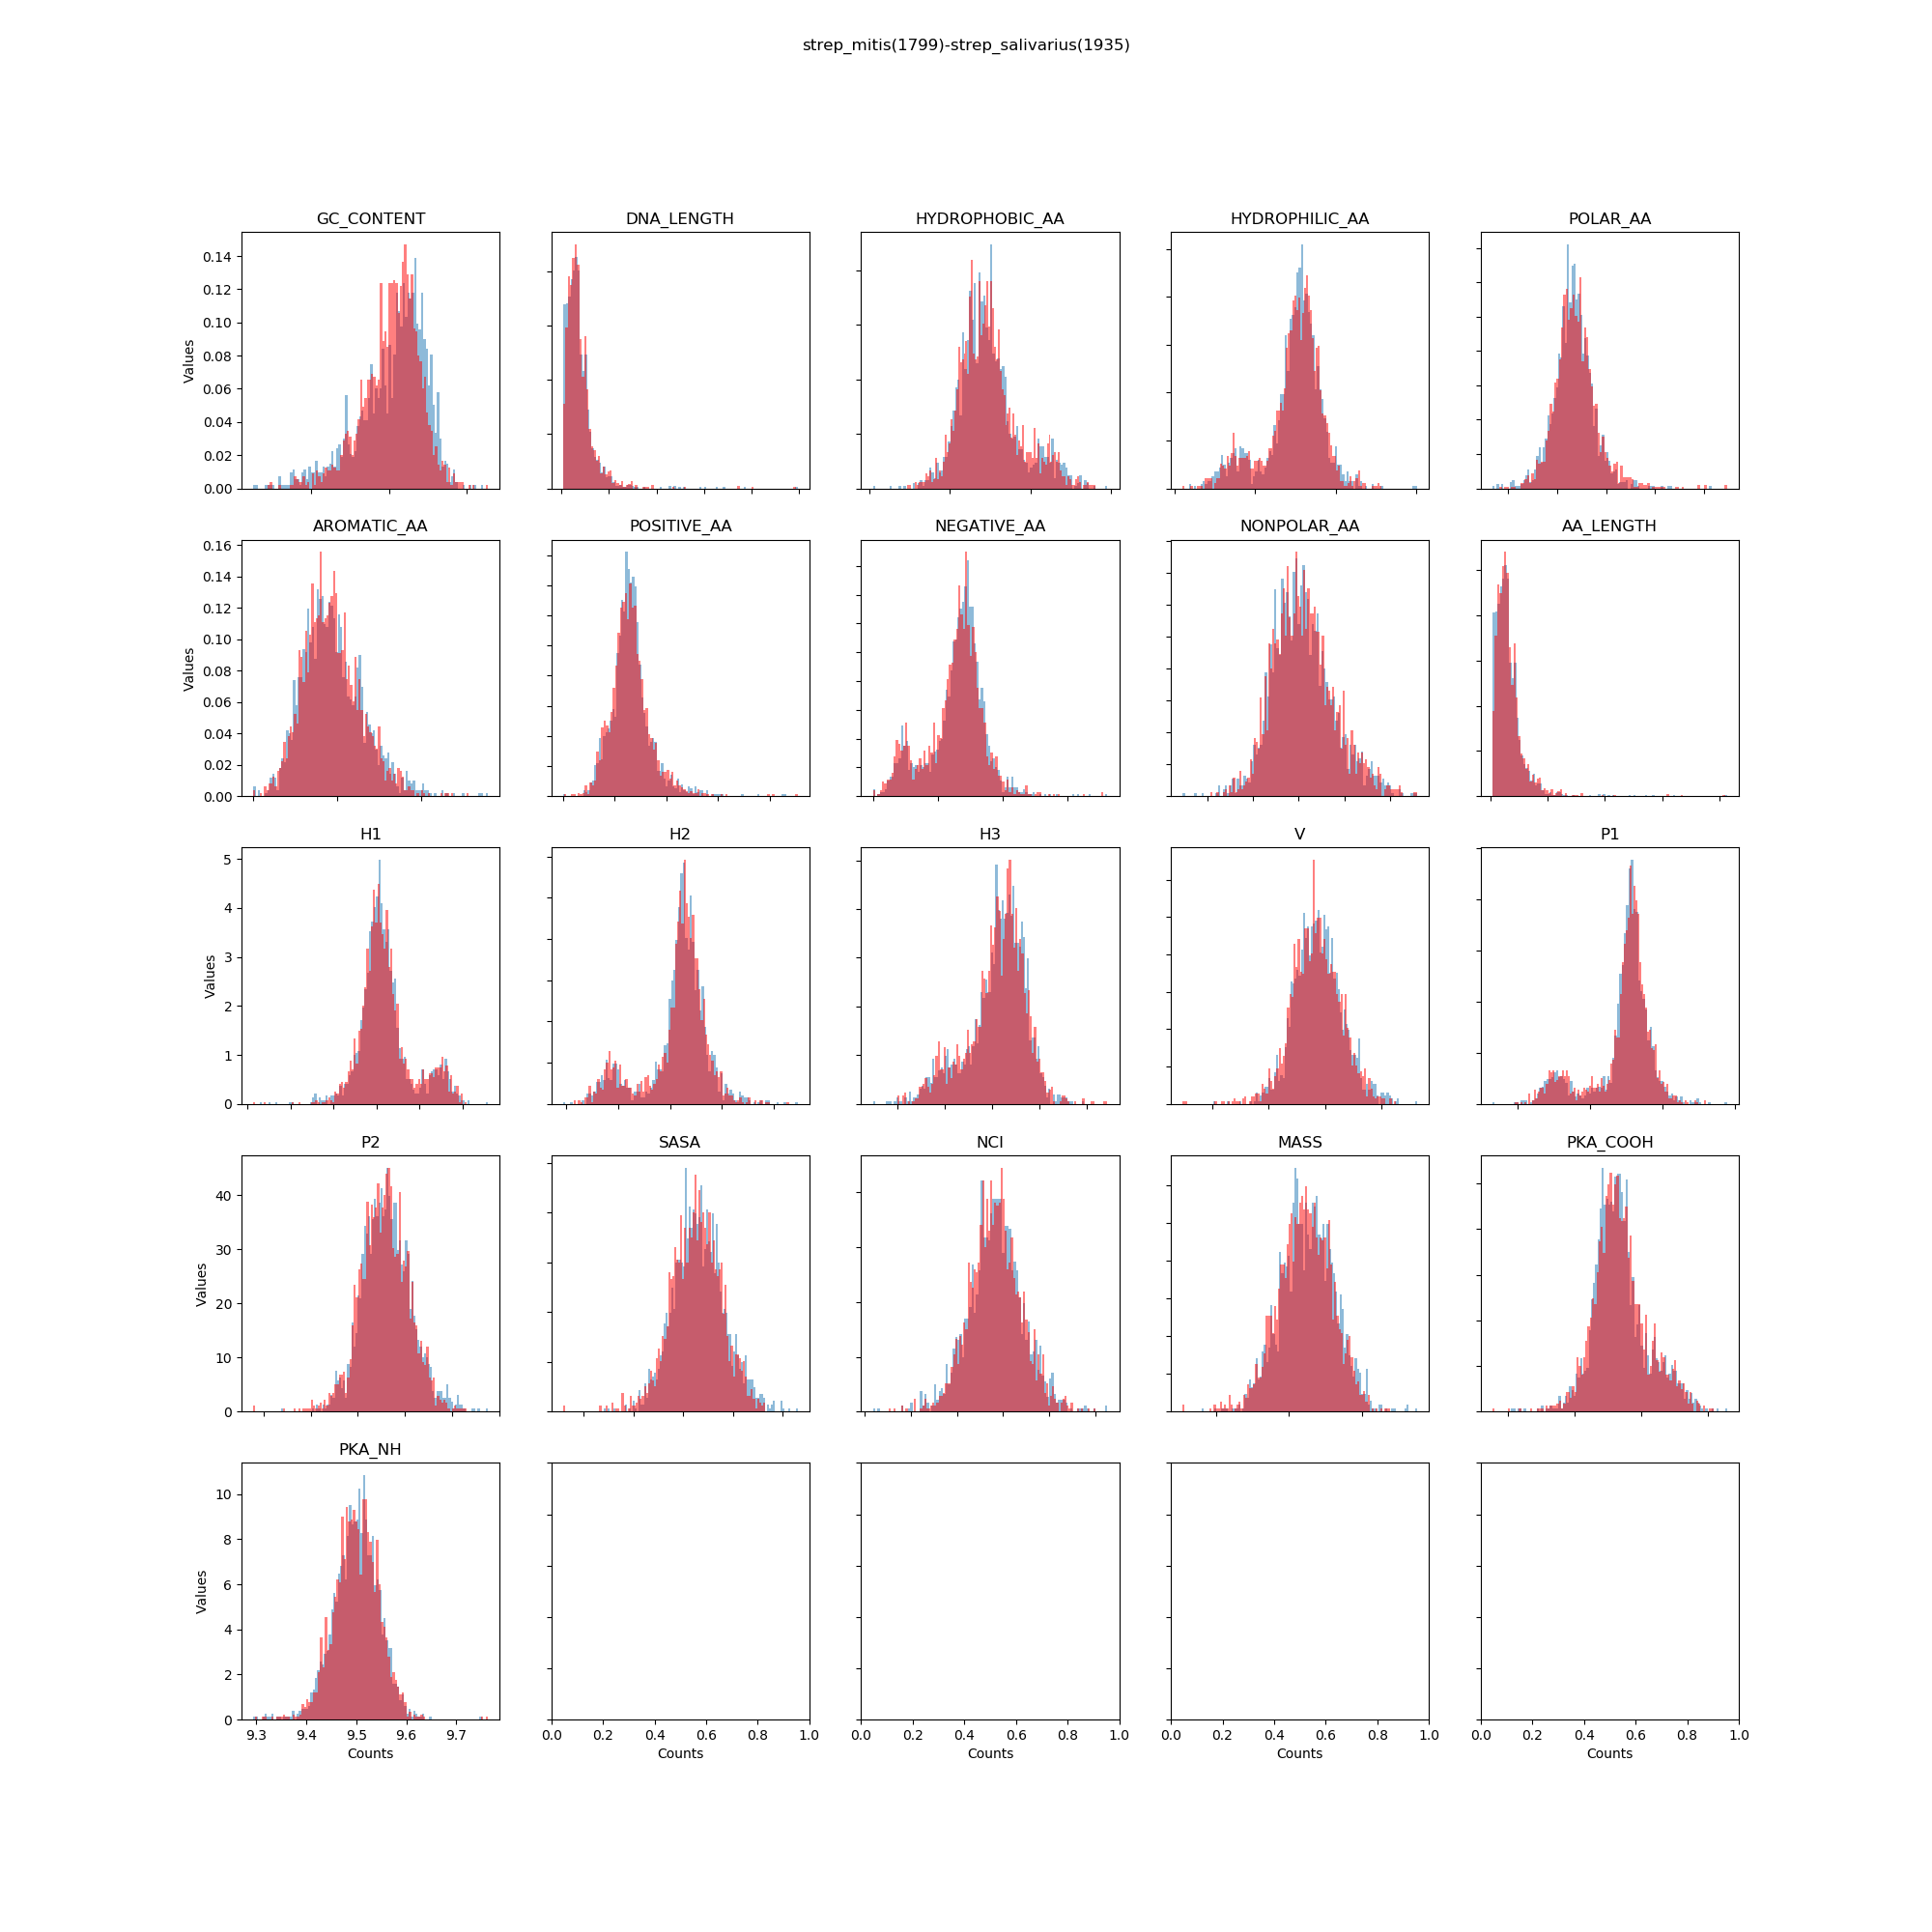 strep_mitis(1799)-strep_salivarius(1935)
GC_CONTENT DNA_LENGTH HYDROPHOBIC_AA HYDROPHILIC_AA POLAR_AA
0.14
0.12
0.10
0.08
0.06
0.04
0.02
0.00
Values
AROMATIC_AA POSITIVE_AA NEGATIVE_AA NONPOLAR_AA AA_LENGTH
0.16
0.14
0.12
0.10
0.08
0.06
0.04
0.02
0.00
Values
H1 H2 H3 V P1
5
4
3
2
1
0
Values
P2 SASA NCI MASS PKA_COOH
40
30
20
10
0
Values
PKA_NH
10
8
6
4
2
0
Values
9.3 9.4 9.5 9.6 9.7 0.0 0.2 0.4 0.6 0.8 1.0 0.0 0.2 0.4 0.6 0.8 1.0 0.0 0.2 0.4 0.6 0.8 1.0 0.0 0.2 0.4 0.6 0.8 1.0
Counts Counts Counts Counts Counts